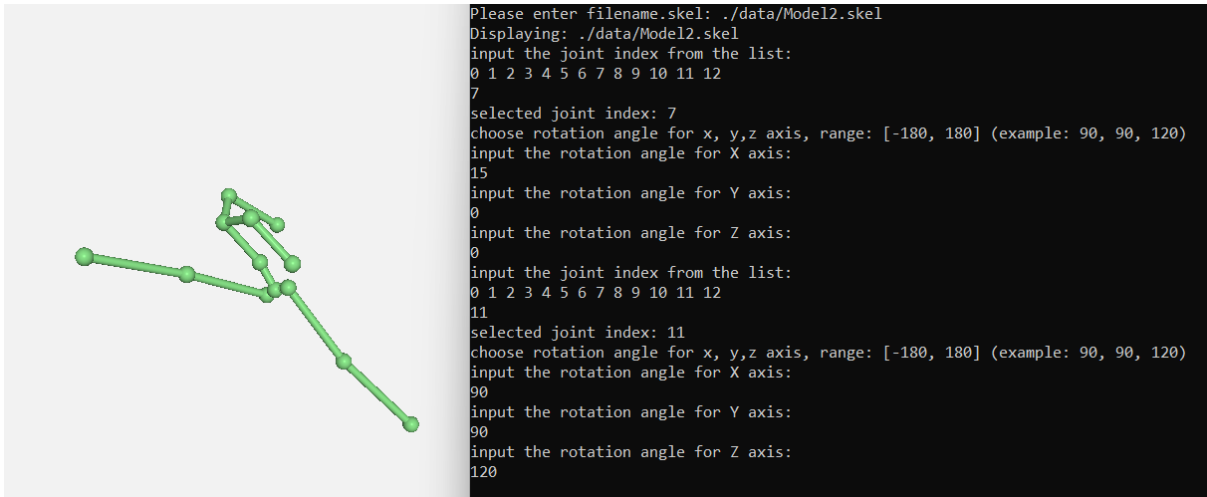 Please enter filename.skel: ./data/Model2.skel
Displaying: ./data/Model2.skel
input the joint index from the list:
0 1 2 3 4 5 6 7 8 9 10 11 12
7
selected joint index: 7
choose rotation angle for x, y,z axis, range: [-180, 180] (example: 90, 90, 120)
input the rotation angle for X axis:
15
input the rotation angle for Y axis:
0
input the rotation angle for Z axis:
0
input the joint index from the list:
0 1 2 3 4 5 6 7 8 9 10 11 12
11
selected joint index: 11
choose rotation angle for x, y,z axis, range: [-180, 180] (example: 90, 90, 120)
input the rotation angle for X axis:
90
input the rotation angle for Y axis:
90
input the rotation angle for Z axis:
120